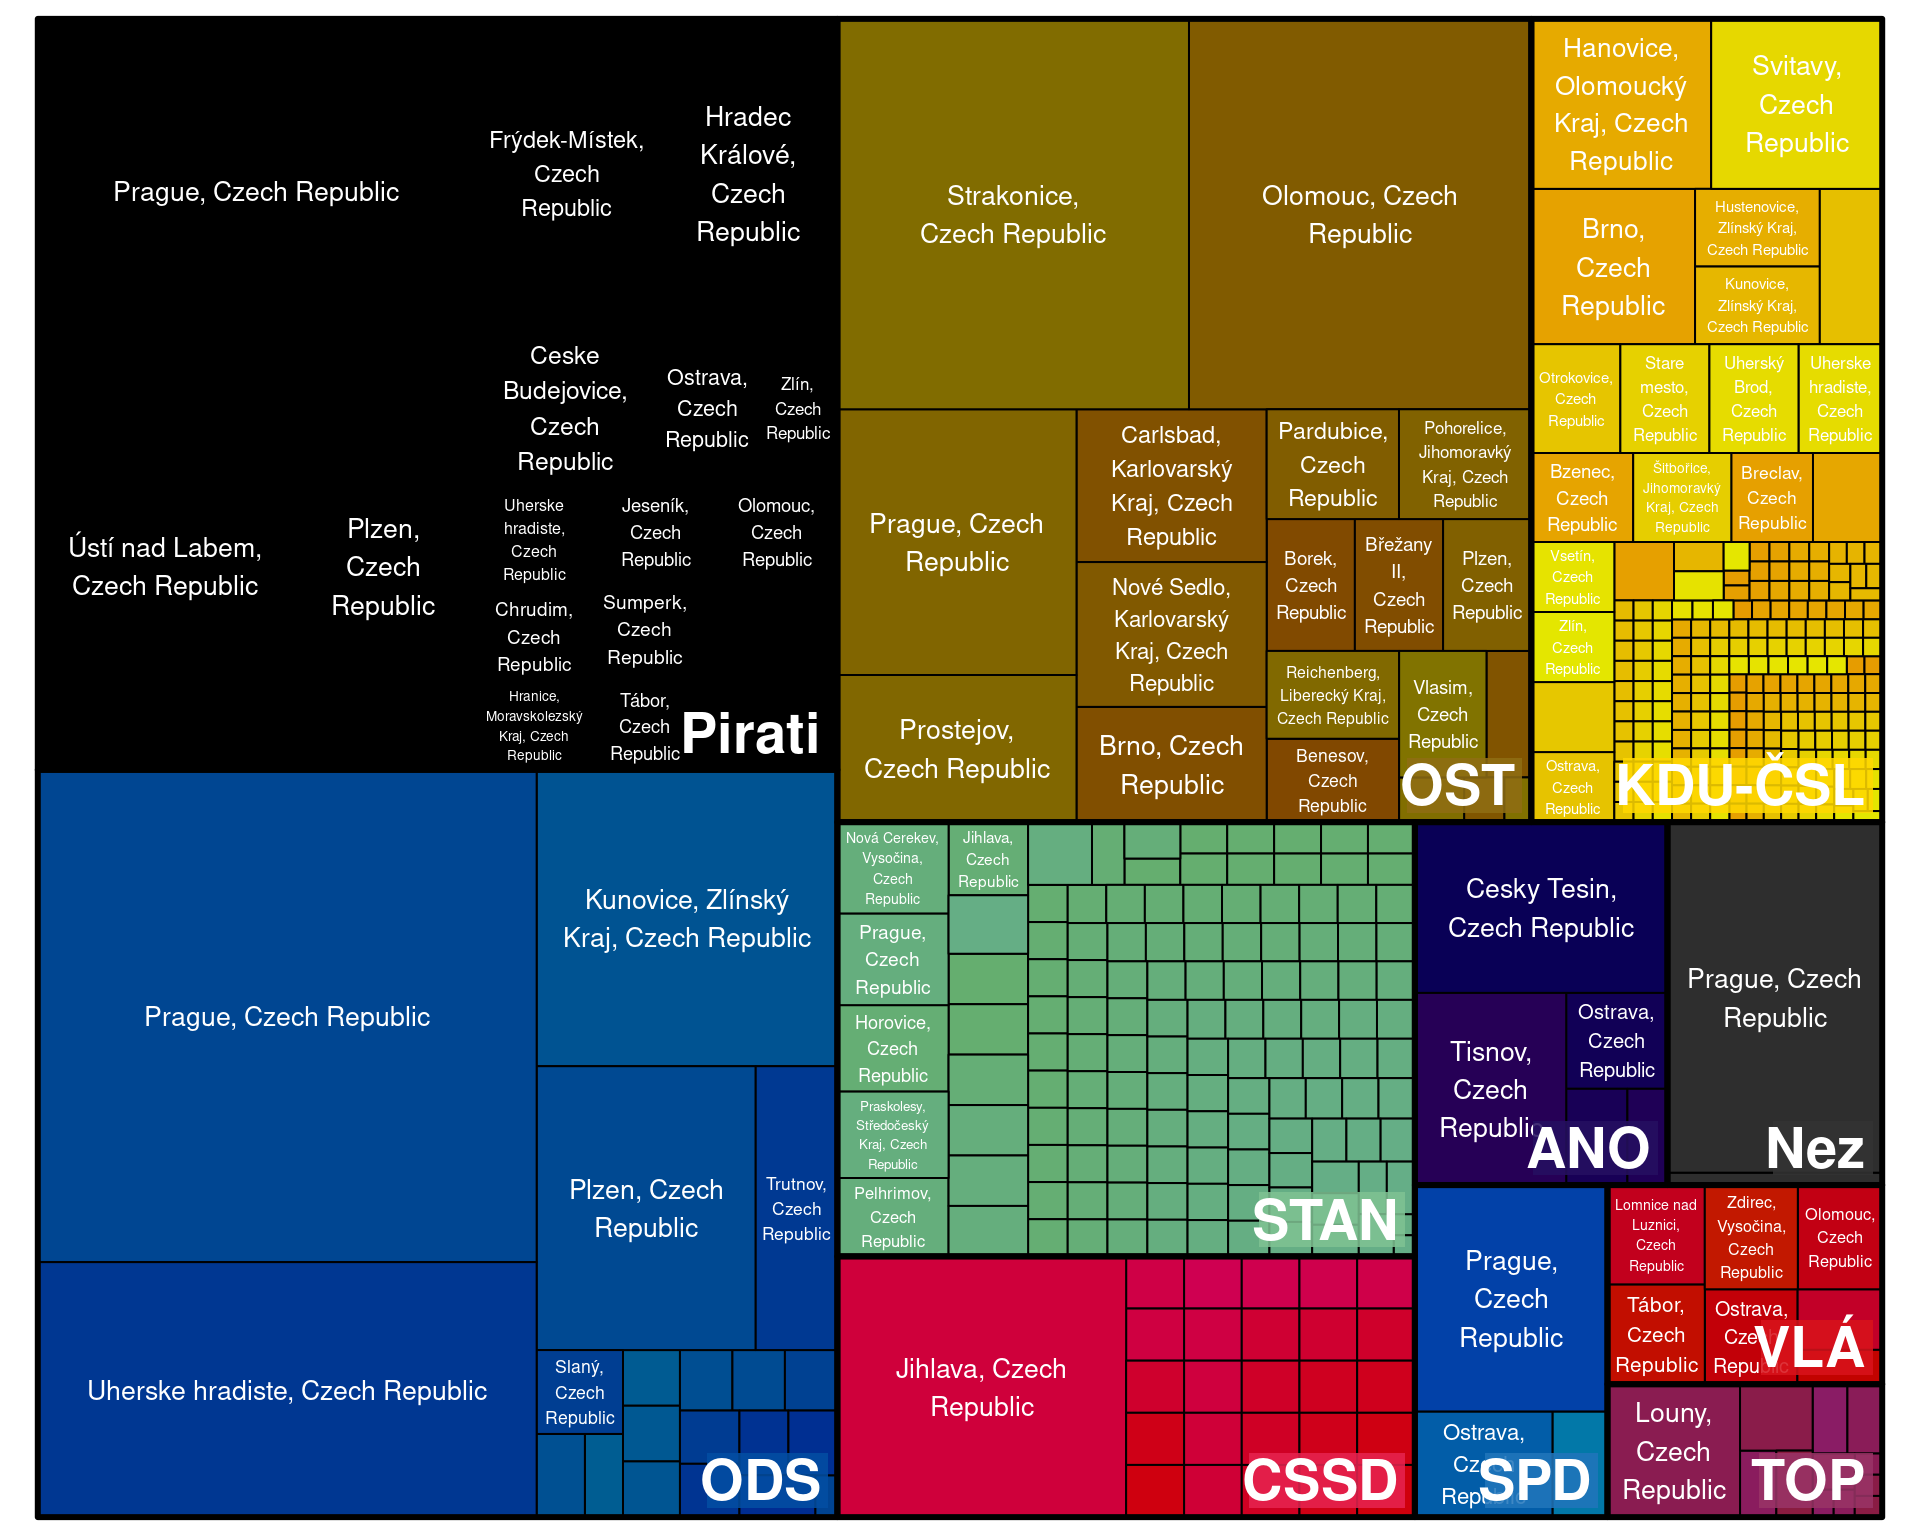 Prague, Czech Republic
Frýdek-Místek,
Czech
Republic
Hradec
Králové,
Czech
Republic
Ústí nad Labem,
Czech Republic
Plzen,
Czech
Republic
Ceske
Budejovice,
Czech
Republic
Ostrava,
Czech
Republic
Zlín,
Czech
Republic
Uherske
hradiste,
Czech
Republic
Jeseník,
Czech
Republic
Olomouc,
Czech
Republic
Chrudim,
Czech
Republic
Sumperk,
Czech
Republic
Hranice,
Moravskolezský
Kraj, Czech
Republic
Tábor,
Czech
Republic
Pirati
Strakonice,
Czech Republic
Olomouc, Czech
Republic
Prague, Czech
Republic
Prostejov,
Czech Republic
Carlsbad,
Karlovarský
Kraj, Czech
Republic
Nové Sedlo,
Karlovarský
Kraj, Czech
Republic
Brno, Czech
Republic
Pardubice,
Czech
Republic
Pohorelice,
Jihomoravký
Kraj, Czech
Republic
Borek,
Czech
Republic
Břežany
II,
Czech
Republic
Plzen,
Czech
Republic
Reichenberg,
Liberecký Kraj,
Czech Republic
Benesov,
Czech
Republic
Vlasim,
Czech
Republic
OST
Hanovice,
Olomoucký
Kraj, Czech
Republic
Svitavy,
Czech
Republic
Brno,
Czech
Republic
Hustenovice,
Zlínský Kraj,
Czech Republic
Kunovice,
Zlínský Kraj,
Czech Republic
Otrokovice,
Czech
Republic
Stare
mesto,
Czech
Republic
Uherský
Brod,
Czech
Republic
Uherske
hradiste,
Czech
Republic
Bzenec,
Czech
Republic
Šitbořice,
Jihomoravký
Kraj, Czech
Republic
Breclav,
Czech
Republic
Vsetín,
Czech
Republic
Zlín,
Czech
Republic
Ostrava,
Czech
Republic
KDU-ČSL
Prague, Czech Republic
Kunovice, Zlínský
Kraj, Czech Republic
Plzen, Czech
Republic
Trutnov,
Czech
Republic
Uherske hradiste, Czech Republic
Slaný,
Czech
Republic
ODS
Nová Cerekev,
Vysočina,
Czech
Republic
Jihlava,
Czech
Republic
Prague,
Czech
Republic
Horovice,
Czech
Republic
Praskolesy,
Středočeský
Kraj, Czech
Republic
Pelhrimov,
Czech
Republic
STAN
Jihlava, Czech
Republic
CSSD
Cesky Tesin,
Czech Republic
Tisnov,
Czech
Republic
Ostrava,
Czech
Republic
ANO
Prague, Czech
Republic
Nez
Prague,
Czech
Republic
Ostrava,
Czech
Republic
SPD
Lomnice nad
Luznici,
Czech
Republic
Zdirec,
Vysočina,
Czech
Republic
Olomouc,
Czech
Republic
Tábor,
Czech
Republic
Ostrava,
Czech
Republic
VLÁ
Louny,
Czech
Republic
TOP